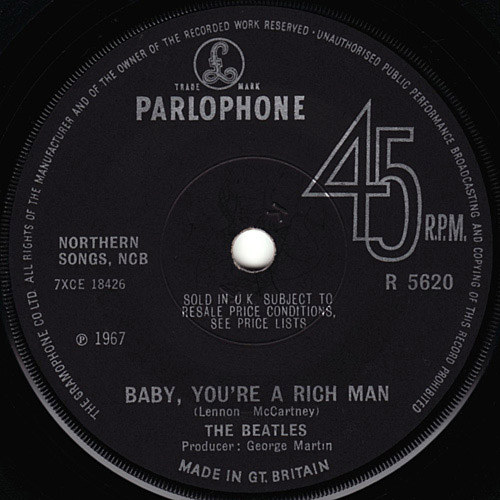 THE GRAMOPHONE CO LTD. ALL RIGHTS OF THE MANUFACTURER AND OF THE OWNER OF THE RECORDED WORK RESERVED · UNAUTHORISED PUBLIC PERFORMANCE BROADCASTING AND COPYING OF THIS RECORD PROHIBITED
£
TRADE MARK
PARLOPHONE
45
R.P.M.
NORTHERN
SONGS, NCB
7XCE 18426
R 5620
SOLD IN U.K. SUBJECT TO
RESALE PRICE CONDITIONS,
SEE PRICE LISTS
℗ 1967
BABY, YOU'RE A RICH MAN
(Lennon - McCartney)
THE BEATLES
Producer: George Martin
MADE IN GT. BRITAIN